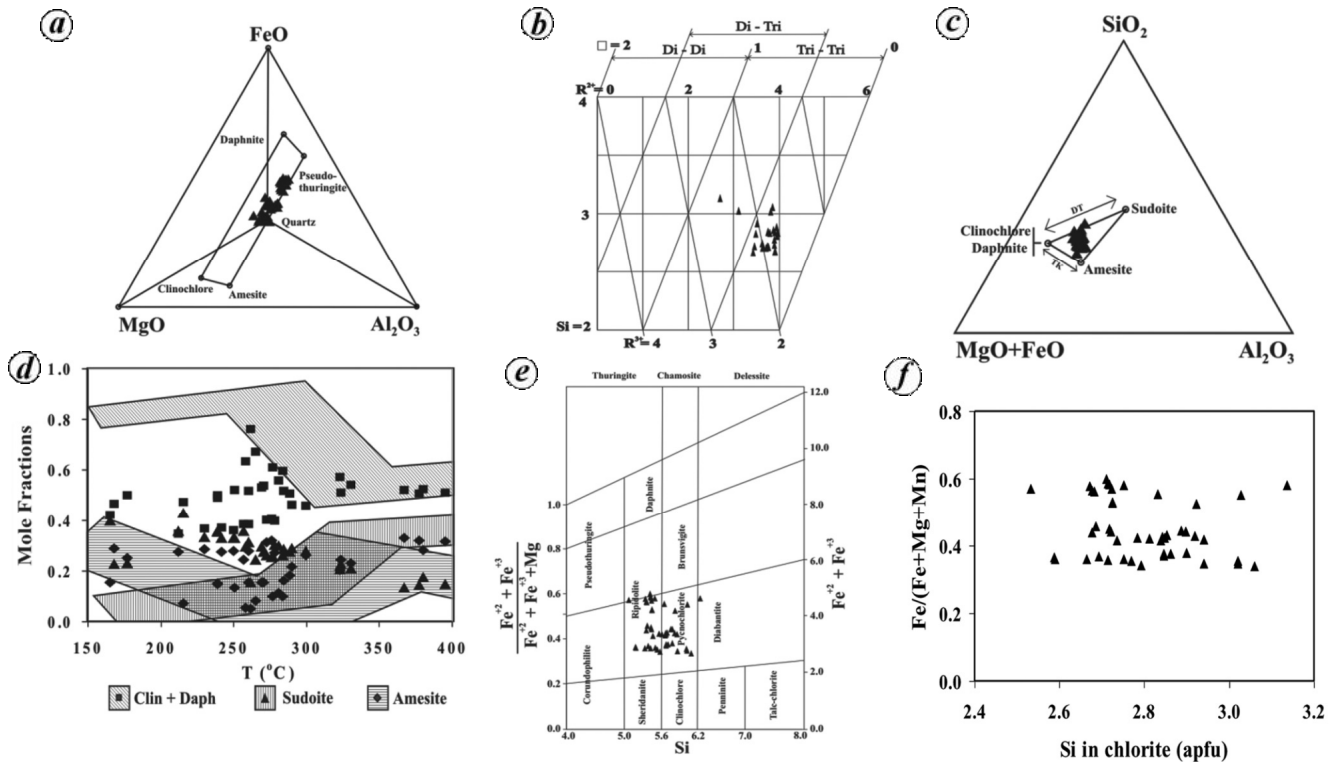 a
FeO
Daphnite
Pseudo-
thuringite
Quartz
Clinochlore
Amesite
MgO
Al2O3
b
Di - Tri
□ = 2
Di - Di
1
Tri - Tri
0
R2+= 0
2
4
6
4
3
Si =2
R3+= 4
3
2
c
SiO2
DT
Sudoite
Clinochlore
Daphnite
TK
Amesite
MgO+FeO
Al2O3
d
1.0
0.8
0.6
0.4
0.2
0.0
Mole Fractions
150
200
250
300
350
400
T (°C)
Clin + Daph
Sudoite
Amesite
e
Thuringite
Chamosite
Delessite
12.0
10.0
8.0
6.0
4.0
2.0
0.0
1.0
0.8
0.6
0.4
0.2
Daphnite
Pseudothuringite
Brunsvigite
Ripidolite
Pycnochlorite
Diabantite
Corundophilite
Sheridanite
Clinochlore
Penninite
Talc-chlorite
Fe+2 + Fe+3
Fe+2 + Fe+3+Mg
Fe+2 + Fe+3
4.0
5.0
5.6
6.2
7.0
8.0
Si
f
0.8
0.6
0.4
0.2
0
Fe/(Fe+Mg+Mn)
2.4
2.6
2.8
3.0
3.2
Si in chlorite (apfu)